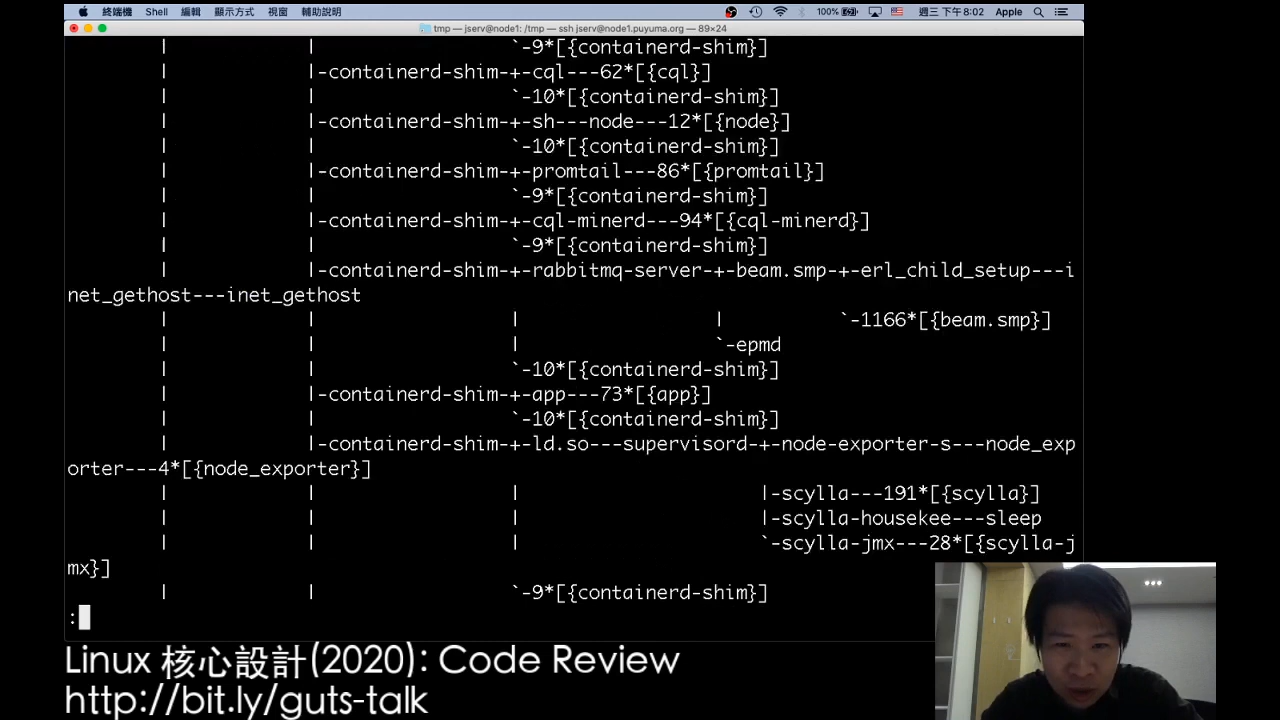 終端機 Shell 編輯 顯示方式 視窗 輔助說明 100% 週三 下午 8:02 Apple
tmp — jserv@node1: /tmp — ssh jserv@node1.puyuma.org — 89×24
| | `-9*[{containerd-shim}]
| |-containerd-shim-+-cql---62*[{cql}]
| | `-10*[{containerd-shim}]
| |-containerd-shim-+-sh---node---12*[{node}]
| | `-10*[{containerd-shim}]
| |-containerd-shim-+-promtail---86*[{promtail}]
| | `-9*[{containerd-shim}]
| |-containerd-shim-+-cql-minerd---94*[{cql-minerd}]
| | `-9*[{containerd-shim}]
| |-containerd-shim-+-rabbitmq-server-+-beam.smp-+-erl_child_setup---i
net_gethost---inet_gethost
| | | | `-1166*[{beam.smp}]
| | | `-epmd
| | `-10*[{containerd-shim}]
| |-containerd-shim-+-app---73*[{app}]
| | `-10*[{containerd-shim}]
| |-containerd-shim-+-ld.so---supervisord-+-node-exporter-s---node_exp
orter---4*[{node_exporter}]
| | | |-scylla---191*[{scylla}]
| | | |-scylla-housekee---sleep
| | | `-scylla-jmx---28*[{scylla-j
mx}]
| | `-9*[{containerd-shim}]
:
Linux 核心設計(2020): Code Review
http://bit.ly/guts-talk